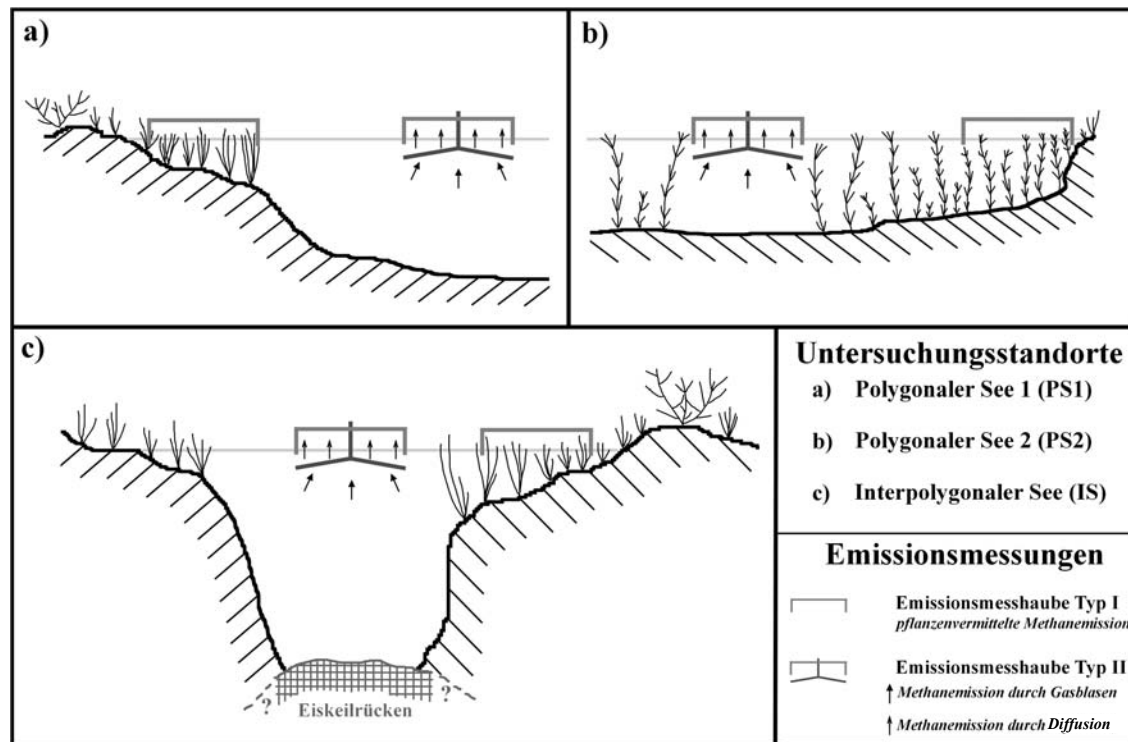 a)
b)
c)
?
?
Eiskeilrücken
Untersuchungsstandorte
a) Polygonaler See 1 (PS1)
b) Polygonaler See 2 (PS2)
c) Interpolygonaler See (IS)
Emissionsmessungen
Emissionsmesshaube Typ I
pflanzenvermittelte Methanemission
Emissionsmesshaube Typ II
Methanemission durch Gasblasen
Methanemission durch Diffusion